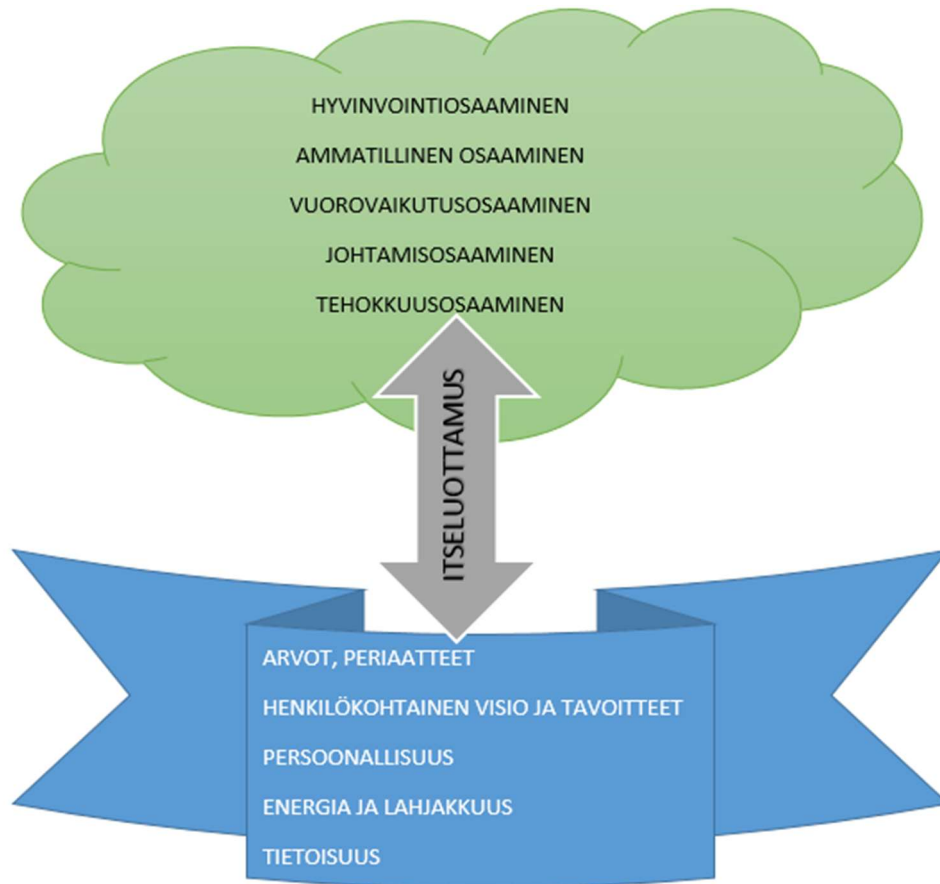 HYVINVOINTIOSAAMINEN
AMMATILLINEN OSAAMINEN
VUOROVAIKUTUSOSAAMINEN
JOHTAMISOSAAMINEN
TEHOKKUUSOSAAMINEN
ITSELUOTTAMUS
ARVOT, PERIAATTEET
HENKILÖKOHTAINEN VISIO JA TAVOITTEET
PERSOONALLISUUS
ENERGIA JA LAHJAKKUUS
TIETOISUUS